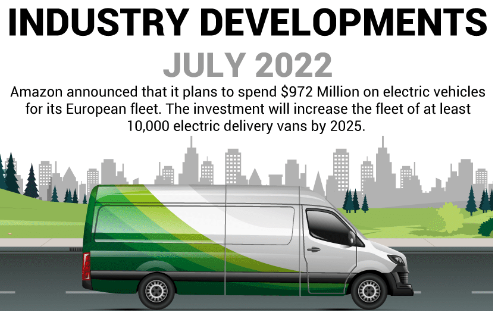 INDUSTRY DEVELOPMENTS
JULY 2022
Amazon announced that it plans to spend $972 Million on electric vehicles
for its European fleet. The investment will increase the fleet of at least
10,000 electric delivery vans by 2025.